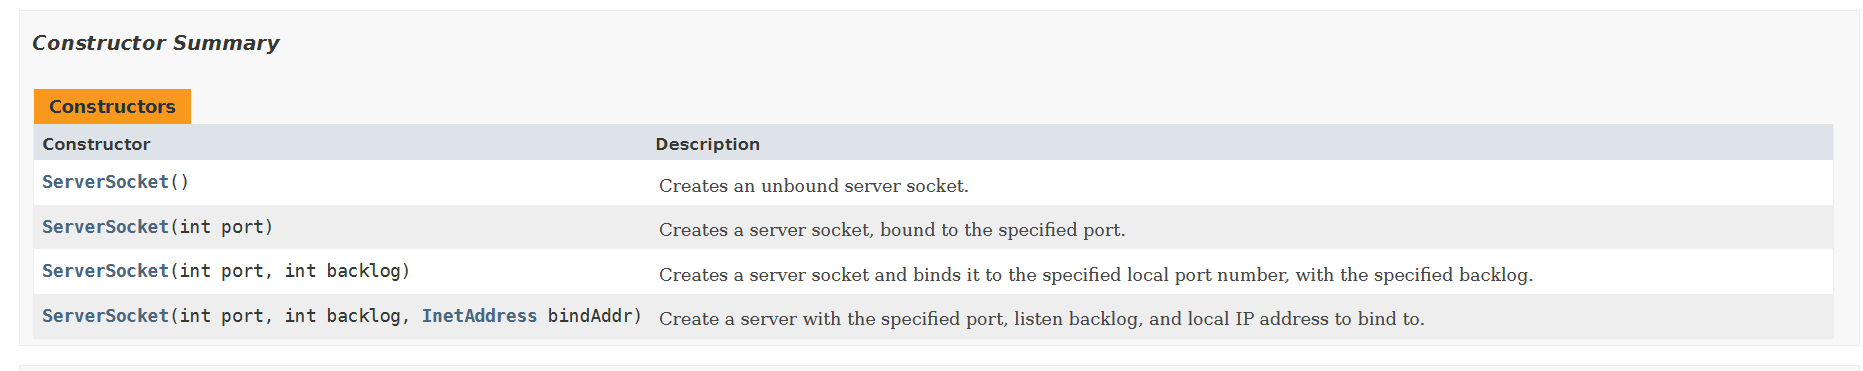 Constructor Summary
Constructors
Constructor Description
ServerSocket() Creates an unbound server socket.
ServerSocket(int port) Creates a server socket, bound to the specified port.
ServerSocket(int port, int backlog) Creates a server socket and binds it to the specified local port number, with the specified backlog.
ServerSocket(int port, int backlog, InetAddress bindAddr) Create a server with the specified port, listen backlog, and local IP address to bind to.